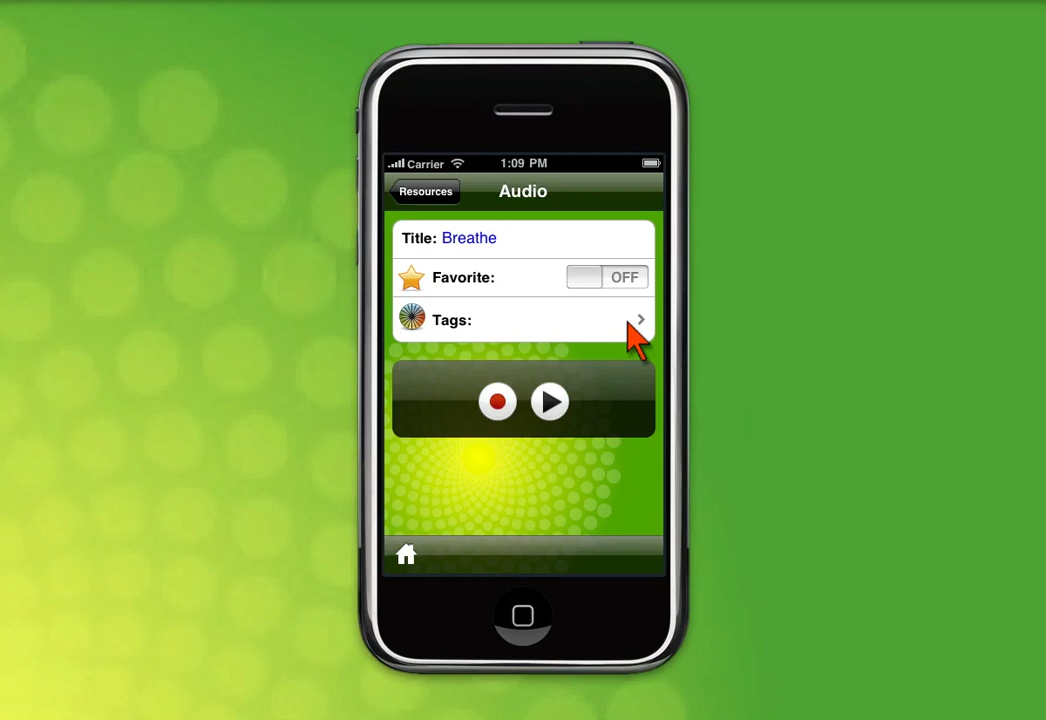 Carrier 1:09 PM
Resources Audio
Title: Breathe
Favorite: OFF
Tags: